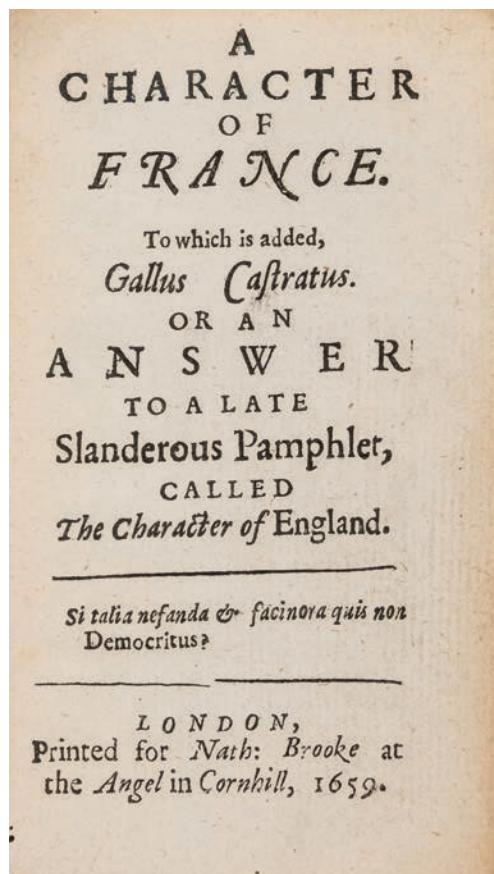 A
CHARACTER
OF
FRANCE.
To which is added,
Gallus Caſtratus.
OR AN
ANSWER
TO A LATE
Slanderous Pamphlet,
CALLED
The Character of England.
Si talia nefanda & facinora quis non
Democritus?
LONDON,
Printed for Nath: Brooke at
the Angel in Cornhill, 1659.